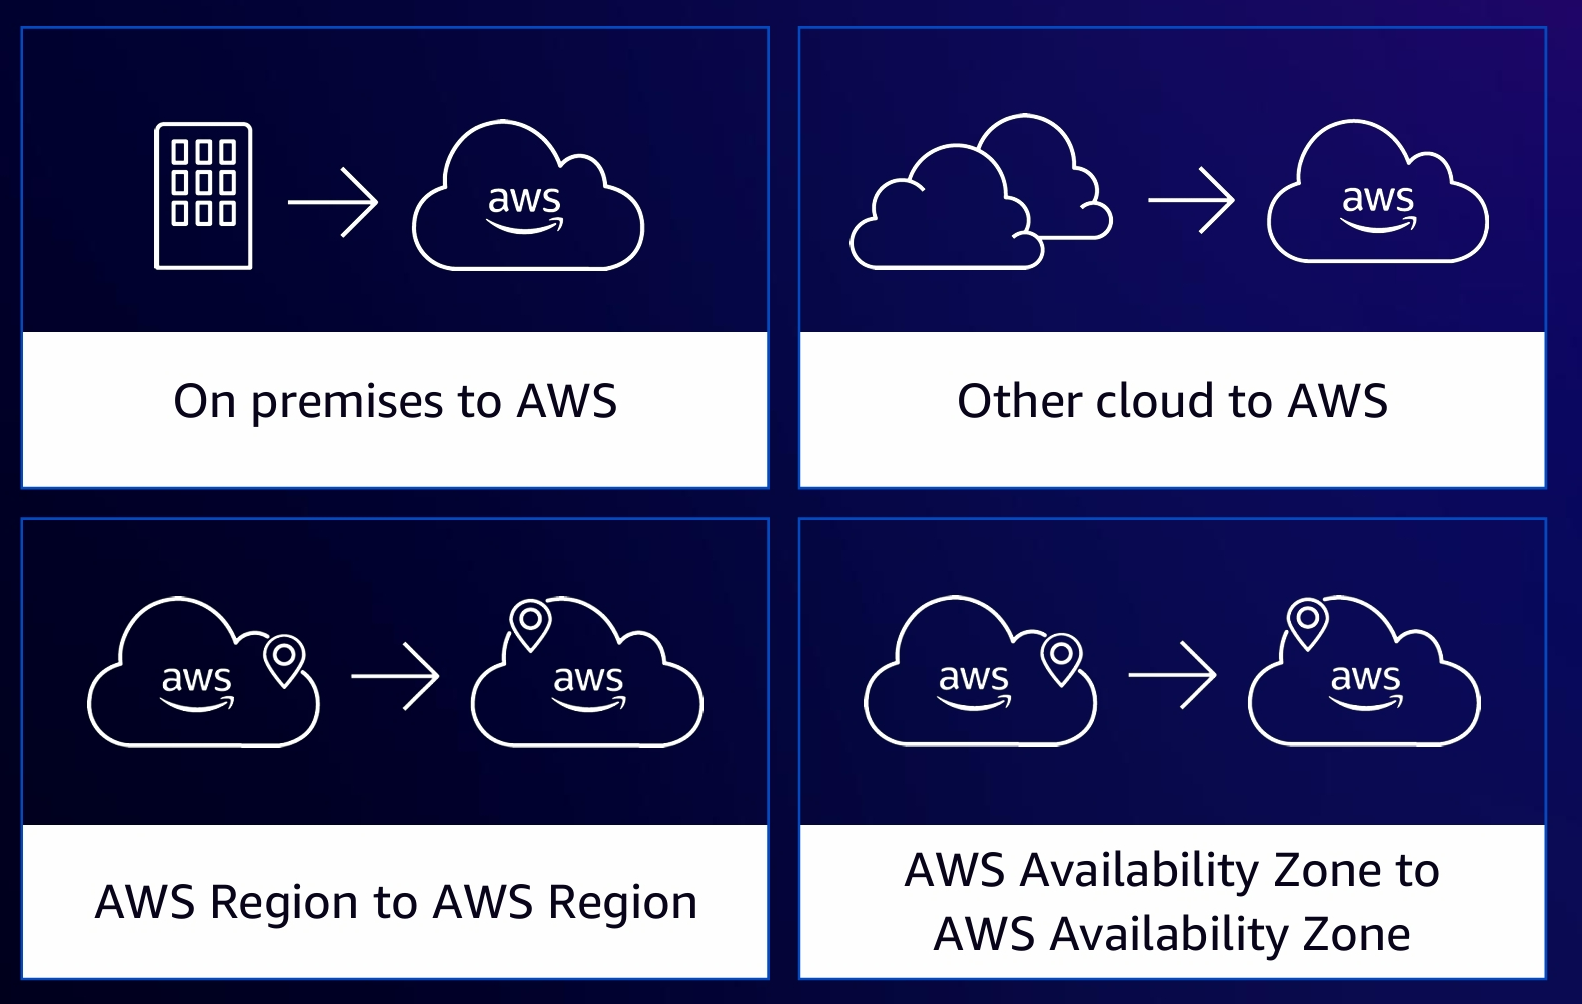 aws
On premises to AWS
aws
Other cloud to AWS
aws
aws
AWS Region to AWS Region
aws
aws
AWS Availability Zone to
AWS Availability Zone